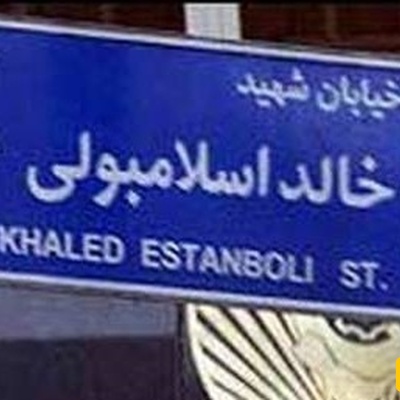 خیابان شهید
خالد اسلامبولی
KHALED ESTANBOLI ST.